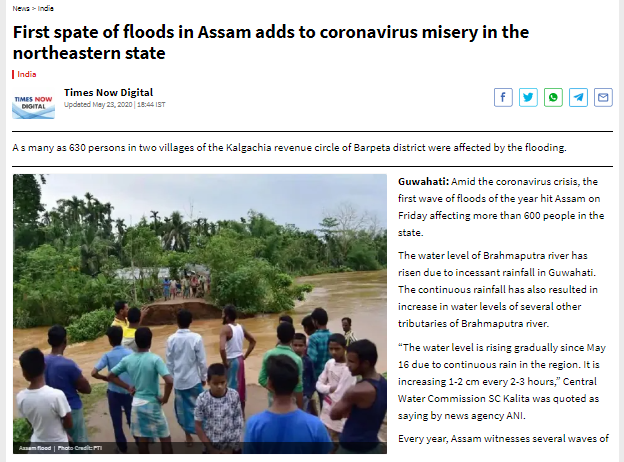 News > India
First spate of floods in Assam adds to coronavirus misery in the
northeastern state
India
TIMES NOW
DIGITAL
Times Now Digital
Updated May 23, 2020 | 18:44 IST
A s many as 630 persons in two villages of the Kalgachia revenue circle of Barpeta district were affected by the flooding.
Assam flood | Photo Credit: PTI
Guwahati: Amid the coronavirus crisis, the
first wave of floods of the year hit Assam on
Friday affecting more than 600 people in the
state.
The water level of Brahmaputra river has
risen due to incessant rainfall in Guwahati.
The continuous rainfall has also resulted in
increase in water levels of several other
tributaries of Brahmaputra river.
“The water level is rising gradually since May
16 due to continuous rain in the region. It is
increasing 1-2 cm every 2-3 hours,” Central
Water Commission SC Kalita was quoted as
saying by news agency ANI.
Every year, Assam witnesses several waves of